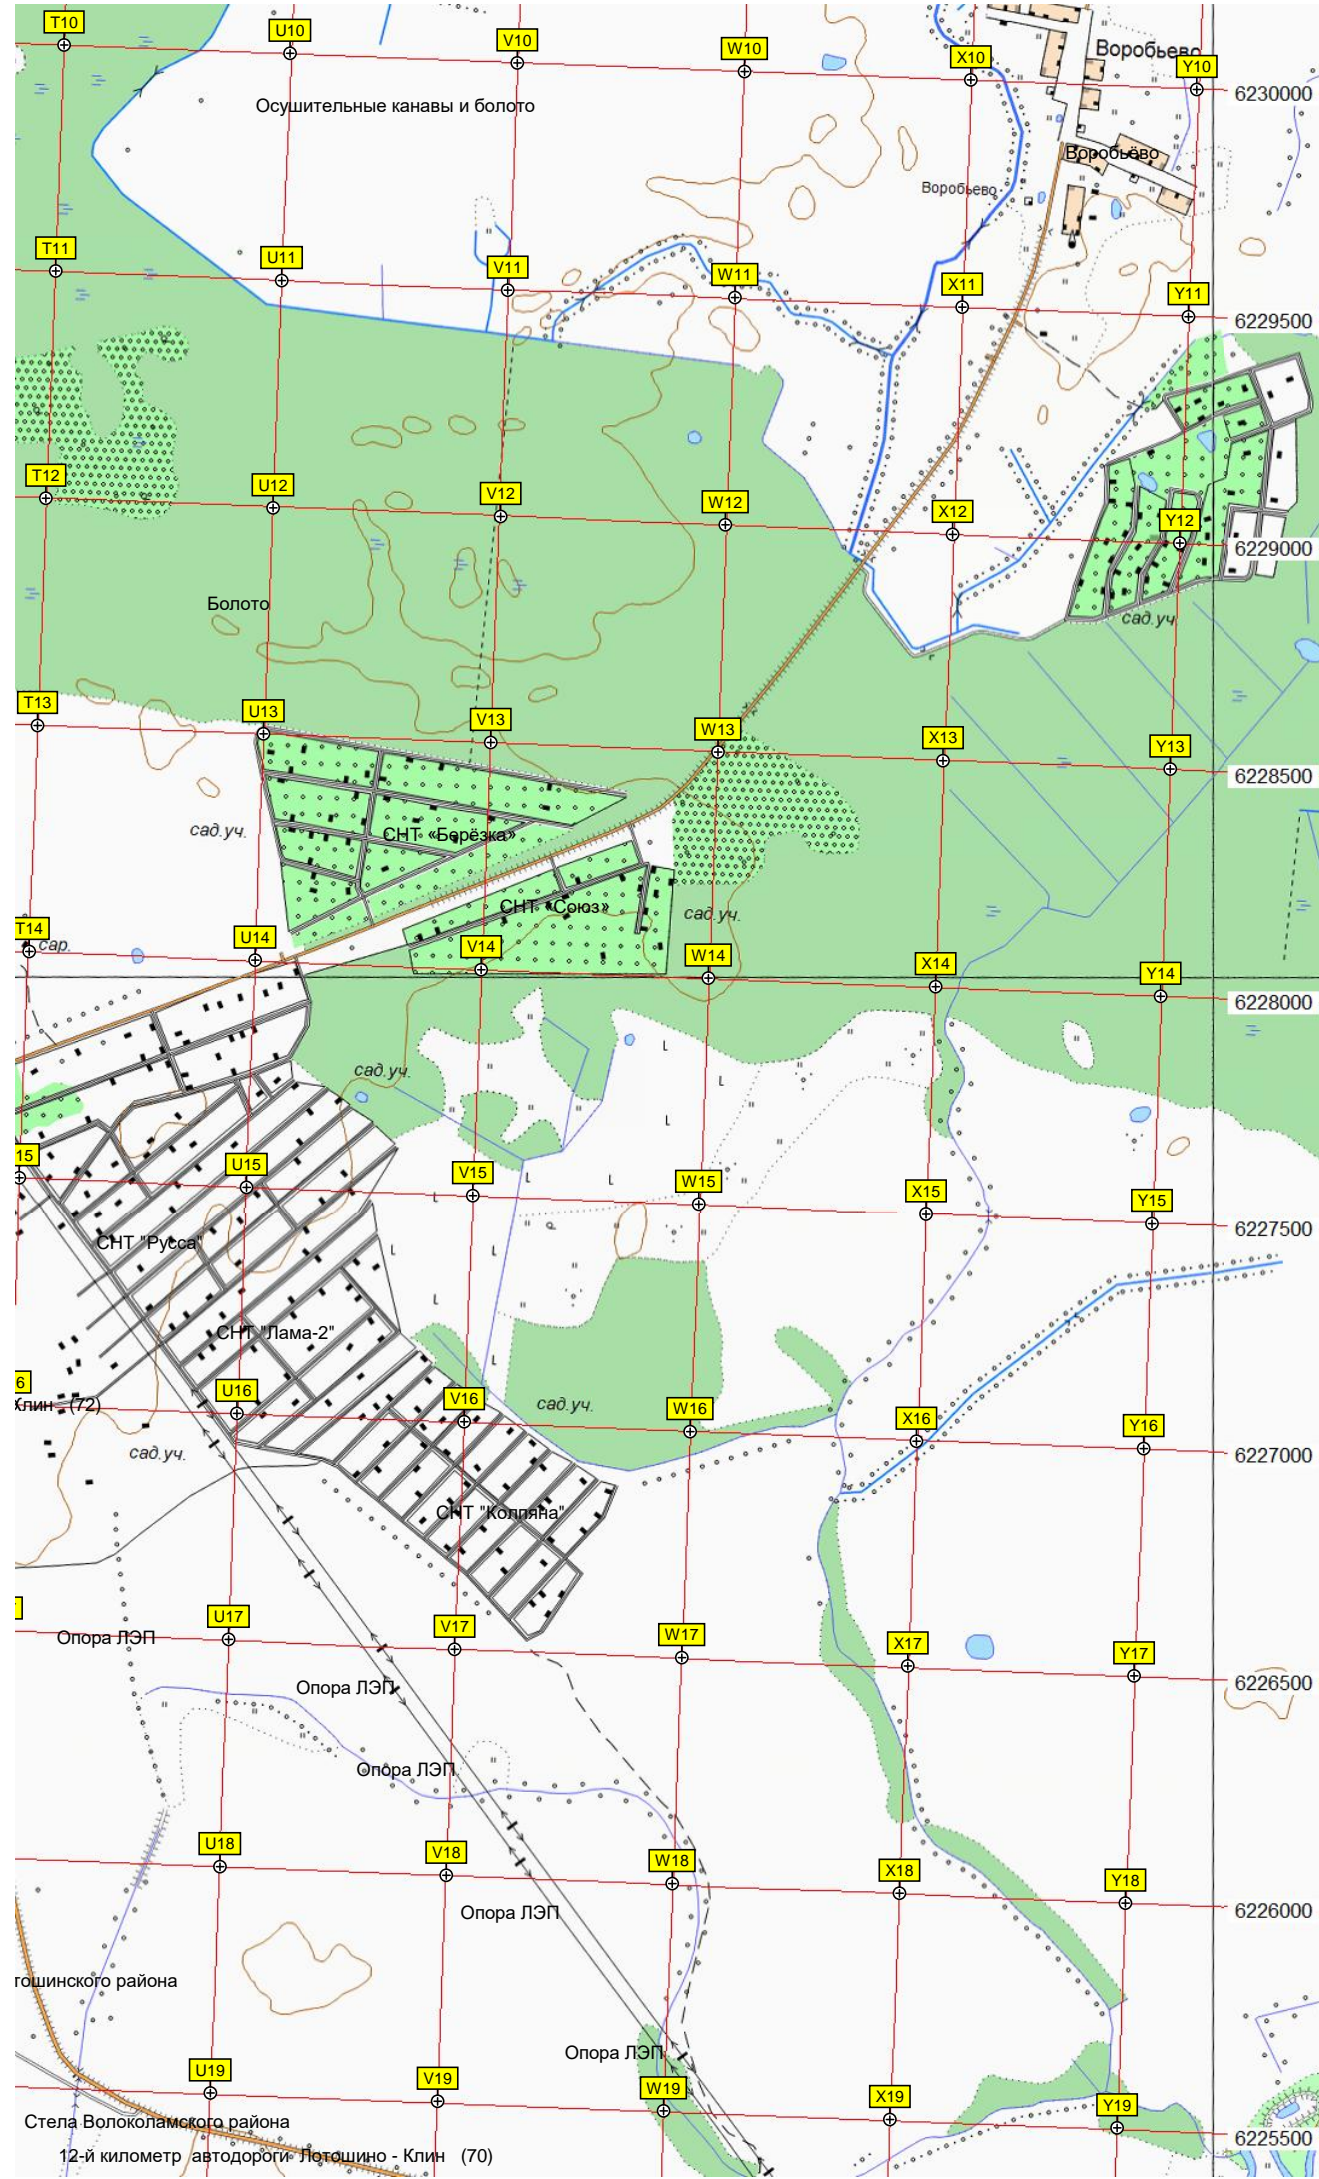 T10
U10
V10
W10
X10
Воробьево
Y10
6230000
Осушительные канавы и болото
Воробьёво
Воробьево
T11
U11
V11
W11
X11
Y11
6229500
T12
U12
V12
W12
X12
Y12
6229000
Болото
сад.уч.
T13
U13
V13
W13
X13
Y13
6228500
сад.уч.
СНТ «Берёзка»
СНТ «Союз»
сад.уч.
T14
сар.
U14
V14
W14
X14
Y14
6228000
сад.уч.
15
U15
V15
W15
X15
Y15
6227500
СНТ "Русса"
СНТ "Лама-2"
6
U16
V16
W16
X16
Y16
6227000
Клин (72)
сад.уч.
сад.уч.
СНТ "Колпяна"
U17
V17
W17
X17
Y17
6226500
Опора ЛЭП
Опора ЛЭП
Опора ЛЭП
U18
V18
W18
X18
Y18
6226000
Опора ЛЭП
тошинского района
Опора ЛЭП
U19
V19
W19
X19
Y19
6225500
Стела Волоколамского района
12-й километр автодороги Лотошино - Клин (70)